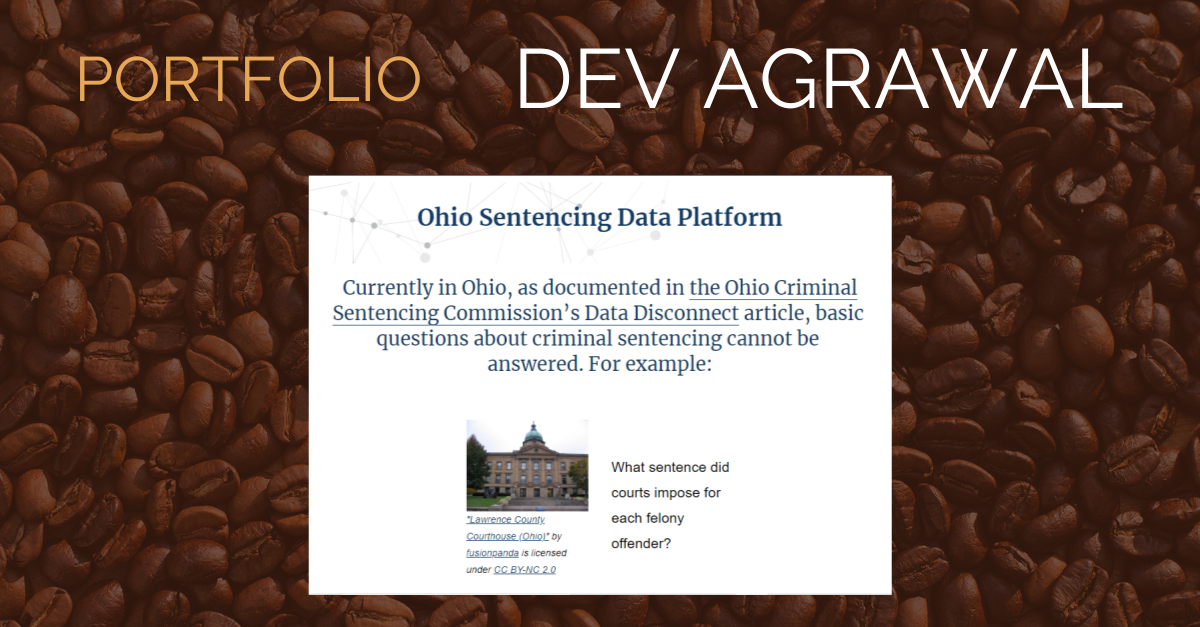 PORTFOLIO
DEV AGRAWAL
Ohio Sentencing Data Platform
Currently in Ohio, as documented in the Ohio Criminal
Sentencing Commission’s Data Disconnect article, basic
questions about criminal sentencing cannot be
answered. For example:
"Lawrence County
Courthouse (Ohio)" by
fusionpanda is licensed
under CC BY-NC 2.0
What sentence did
courts impose for
each felony
offender?